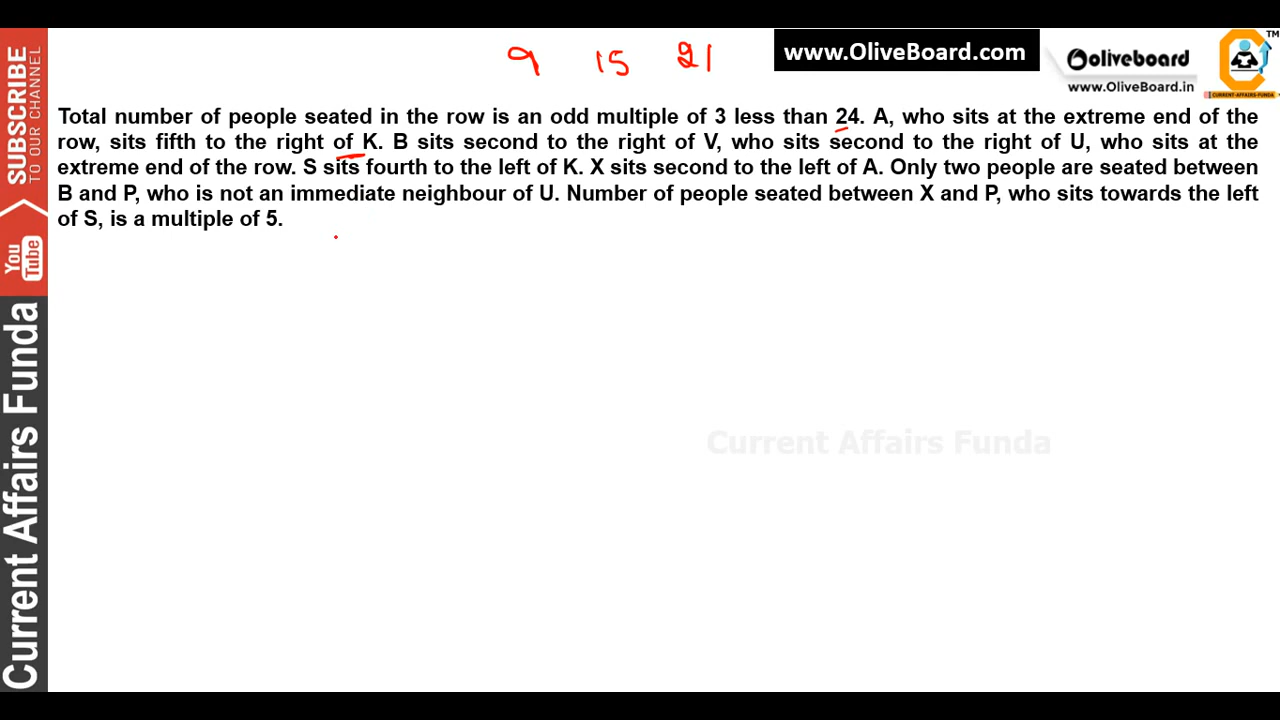 9 15 21
www.OliveBoard.com
oliveboard
www.OliveBoard.in
TM
CURRENT-AFFAIRS-FUNDA
Total number of people seated in the row is an odd multiple of 3 less than 24. A, who sits at the extreme end of the
row, sits fifth to the right of K. B sits second to the right of V, who sits second to the right of U, who sits at the
extreme end of the row. S sits fourth to the left of K. X sits second to the left of A. Only two people are seated between
B and P, who is not an immediate neighbour of U. Number of people seated between X and P, who sits towards the left
of S, is a multiple of 5.
Current Affairs Funda
SUBSCRIBE
TO OUR CHANNEL
You
Tube
Current Affairs Funda